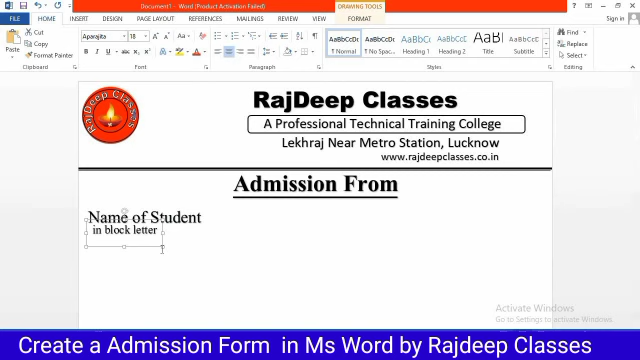 Document1 - Word (Product Activation Failed)
DRAWING TOOLS
FILE HOME INSERT DESIGN PAGE LAYOUT REFERENCES MAILINGS REVIEW VIEW FORMAT
Sign in
Paste
Cut
Copy
Format Painter
Clipboard
Aparajita
Font
Paragraph
AaBbCcDc AaBbCcDc AaBbCc AaBbCcD AaBl AaBbCcD
¶ Normal ¶ No Spac... Heading 1 Heading 2 Title Subtitle
Styles
Find
Replace
Select
Editing
RajDeep Classes
RajDeep Classes
A Professional Technical Training College
Lekhraj Near Metro Station, Lucknow
www.rajdeepclasses.co.in
Admission From
Name of Student
in block letter
Activate Windows
Go to Settings to activate Windows.
Create a Admission Form in Ms Word by Rajdeep Classes